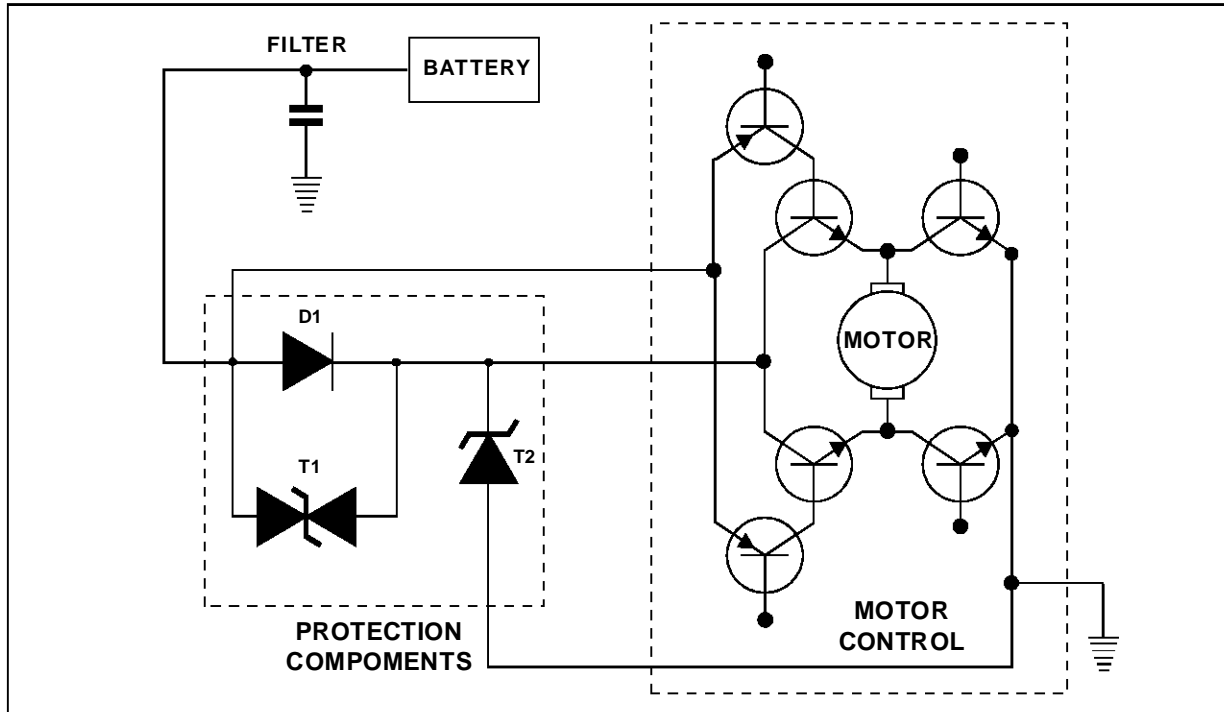 FILTER
BATTERY
D1
T1
T2
MOTOR
PROTECTION
COMPOMENTS
MOTOR
CONTROL